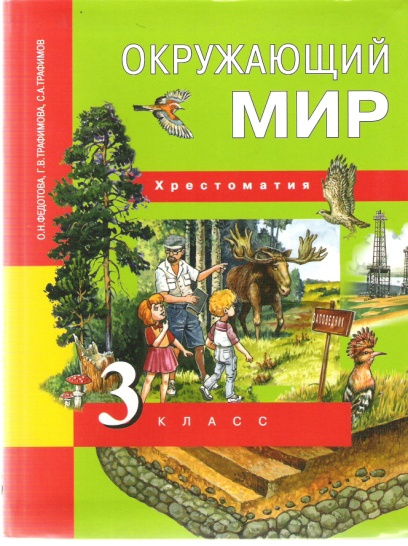 О.Н.ФЕДОТОВА, Г.В.ТРАФИМОВА, С.А.ТРАФИМОВ
ОКРУЖАЮЩИЙ
МИР
Хрестоматия
ЗАПОВЕДНИК
3
КЛАСС